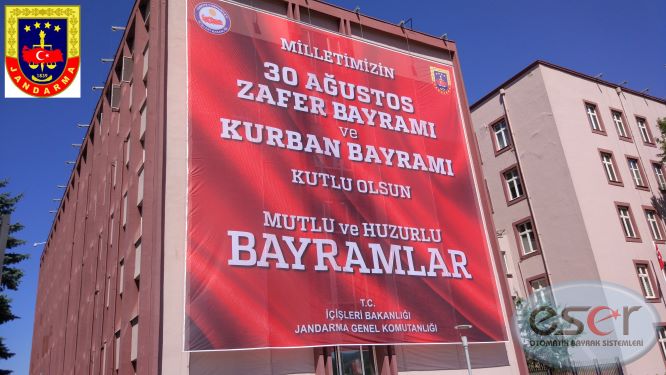 JANDARMA
1839
MİLLETİMİZİN
30 AĞUSTOS
ZAFER BAYRAMI
ve
KURBAN BAYRAMI
KUTLU OLSUN
MUTLU ve HUZURLU
BAYRAMLAR
T.C.
İÇİŞLERİ BAKANLIĞI
JANDARMA GENEL KOMUTANLIĞI
eser
OTOMATİK BAYRAK SİSTEMLERİ